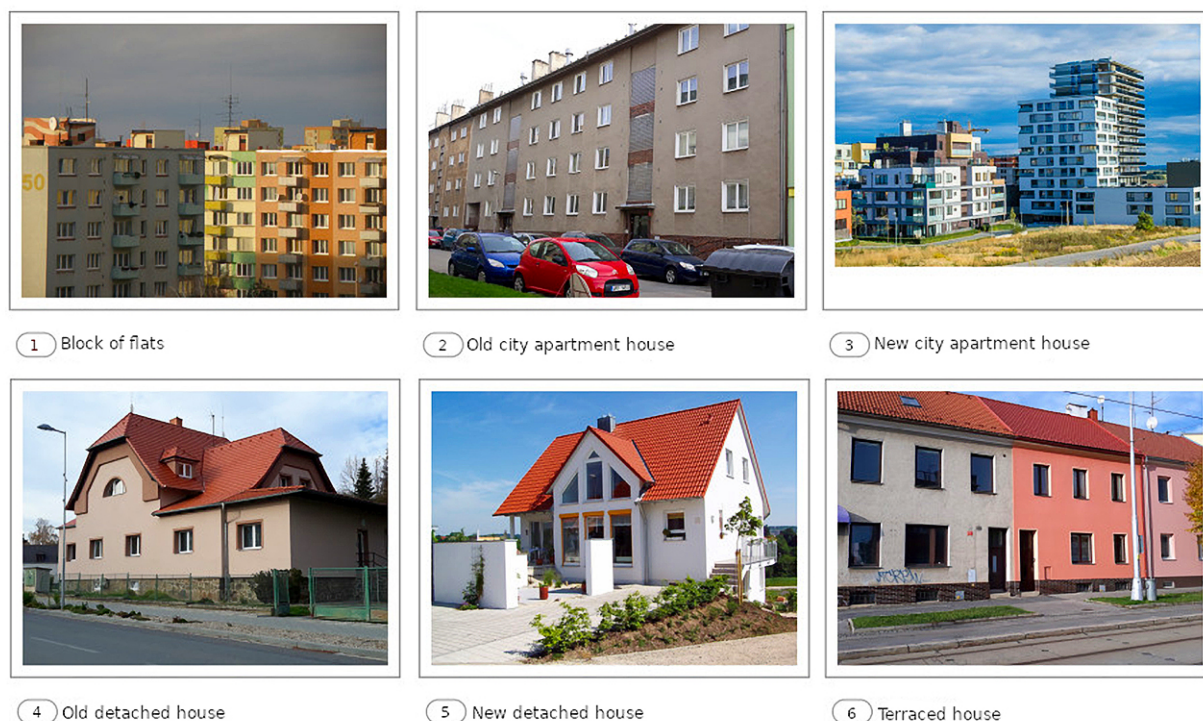 50
1 Block of flats
2 Old city apartment house
3 New city apartment house
4 Old detached house
5 New detached house
6 Terraced house